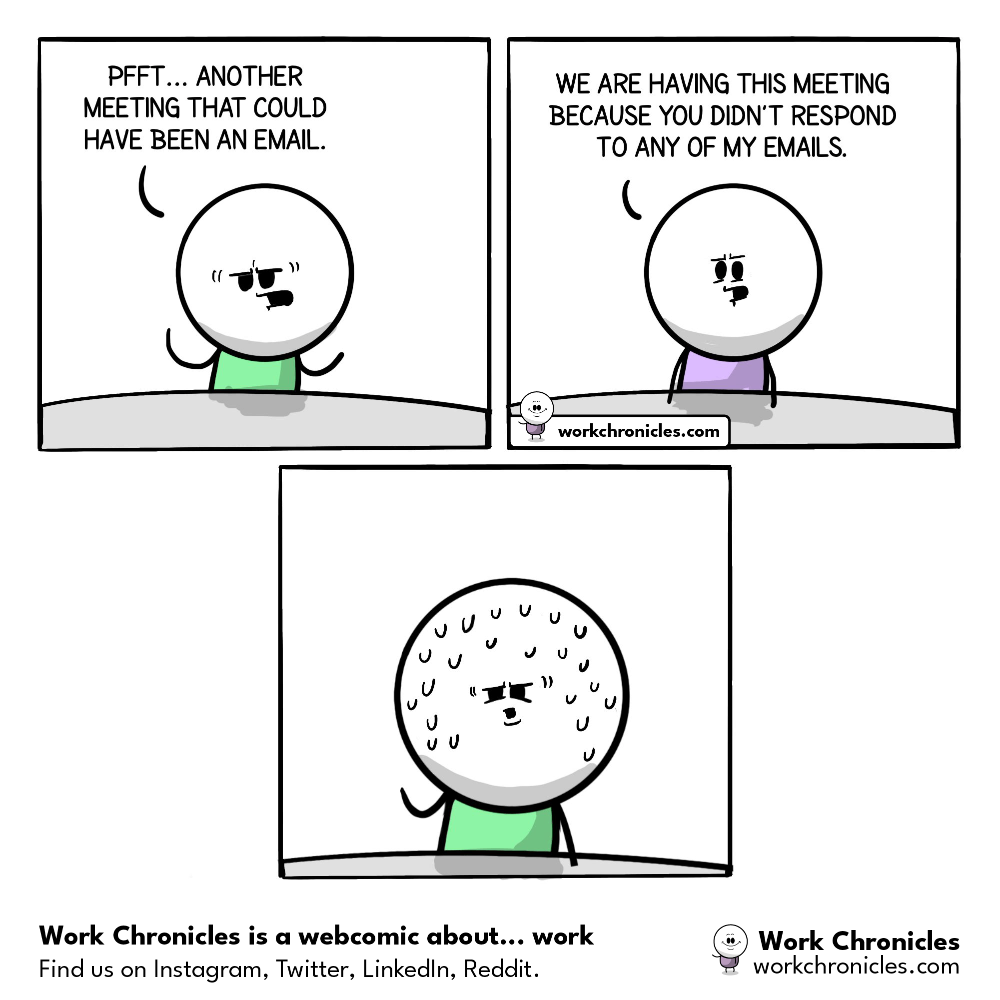 PFFT... ANOTHER
MEETING THAT COULD
HAVE BEEN AN EMAIL.
WE ARE HAVING THIS MEETING
BECAUSE YOU DIDN'T RESPOND
TO ANY OF MY EMAILS.
workchronicles.com
Work Chronicles is a webcomic about... work
Find us on Instagram, Twitter, LinkedIn, Reddit.
Work Chronicles
workchronicles.com